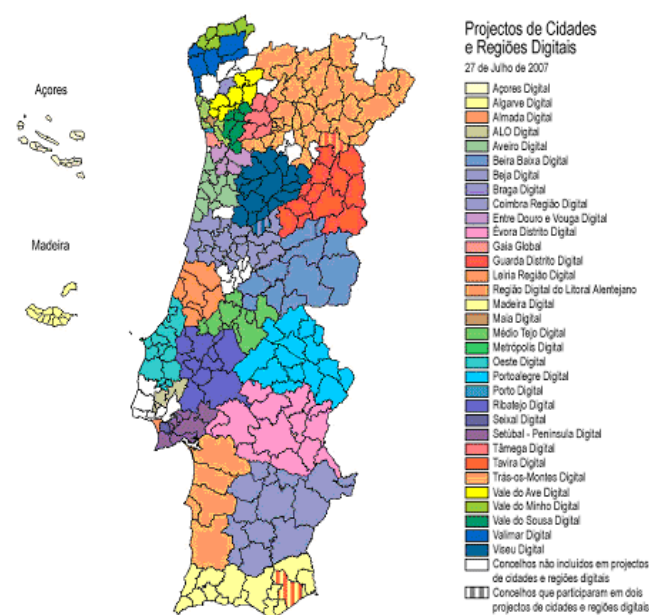 Projectos de Cidades
e Regiões Digitais
27 de Julho de 2007
Açores
Madeira
Açores Digital
Algarve Digital
Almada Digital
ALO Digital
Aveiro Digital
Beira Baixa Digital
Beja Digital
Braga Digital
Coimbra Região Digital
Entre Douro e Vouga Digital
Évora Distrito Digital
Gaia Global
Guarda Distrito Digital
Leiria Região Digital
Região Digital do Litoral Alentejano
Madeira Digital
Maia Digital
Médio Tejo Digital
Metrópolis Digital
Oeste Digital
Portoalegre Digital
Porto Digital
Ribatejo Digital
Seixal Digital
Setúbal - Península Digital
Tâmega Digital
Tavira Digital
Trás-os-Montes Digital
Vale do Ave Digital
Vale do Minho Digital
Vale do Sousa Digital
Valimar Digital
Viseu Digital
Concelhos não incluídos em projectos
de cidades e regiões digitais
Concelhos que participaram em dois
projectos de cidades e regiões digitais